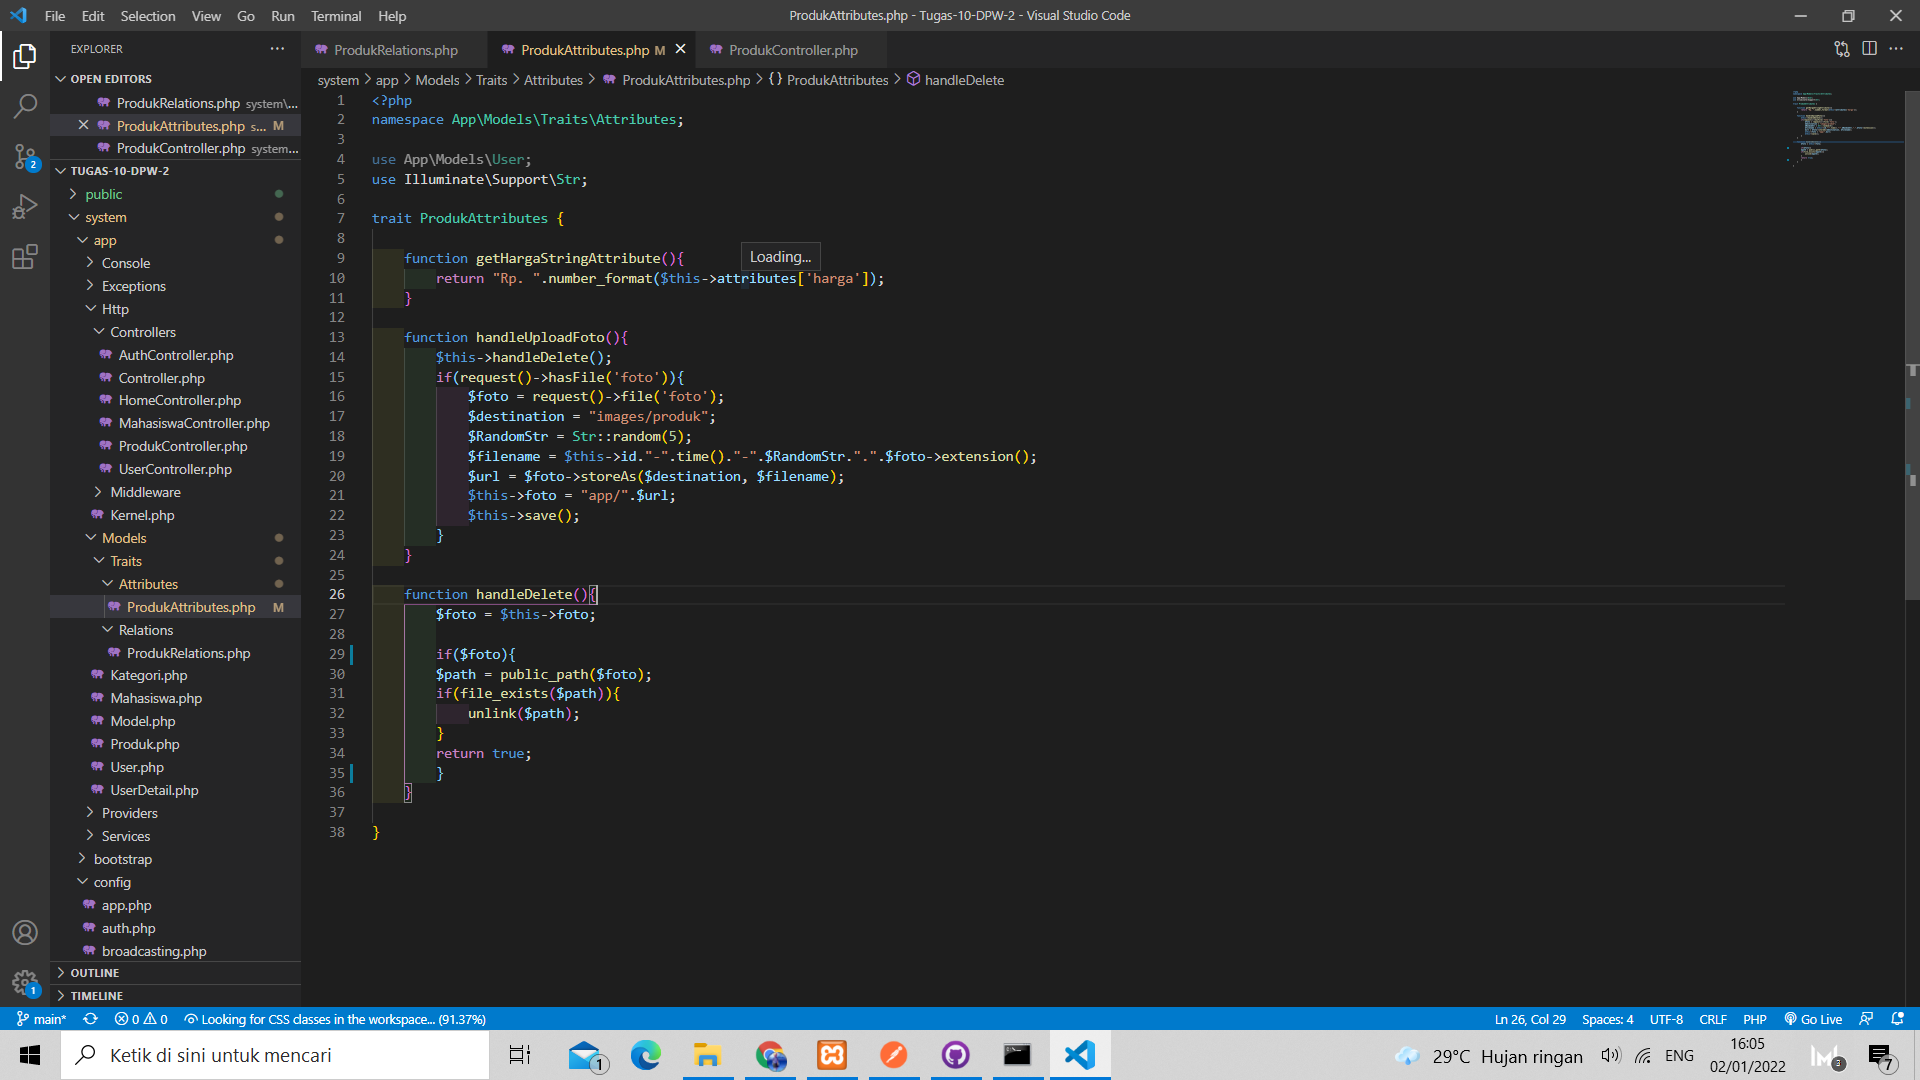 File Edit Selection View Go Run Terminal Help
ProdukAttributes.php - Tugas-10-DPW-2 - Visual Studio Code
EXPLORER
OPEN EDITORS
ProdukRelations.php system\...
ProdukAttributes.php s... M
ProdukController.php system...
TUGAS-10-DPW-2
public
system
app
Console
Exceptions
Http
Controllers
AuthController.php
Controller.php
HomeController.php
MahasiswaController.php
ProdukController.php
UserController.php
Middleware
Kernel.php
Models
Traits
Attributes
ProdukAttributes.php M
Relations
ProdukRelations.php
Kategori.php
Mahasiswa.php
Model.php
Produk.php
User.php
UserDetail.php
Providers
Services
bootstrap
config
app.php
auth.php
broadcasting.php
OUTLINE
TIMELINE
2
1
ProdukRelations.php ProdukAttributes.php M ProdukController.php
system > app > Models > Traits > Attributes > ProdukAttributes.php > {} ProdukAttributes > handleDelete
1 <?php
2 namespace App\Models\Traits\Attributes;
3
4 use App\Models\User;
5 use Illuminate\Support\Str;
6
7 trait ProdukAttributes {
8
9 function getHargaStringAttribute(){
Loading...
10 return "Rp. ".number_format($this->attributes['harga']);
11 }
12
13 function handleUploadFoto(){
14 $this->handleDelete();
15 if(request()->hasFile('foto')){
16 $foto = request()->file('foto');
17 $destination = "images/produk";
18 $RandomStr = Str::random(5);
19 $filename = $this->id."-".time()."-".$RandomStr.".".$foto->extension();
20 $url = $foto->storeAs($destination, $filename);
21 $this->foto = "app/".$url;
22 $this->save();
23 }
24 }
25
26 function handleDelete(){
27 $foto = $this->foto;
28
29 if($foto){
30 $path = public_path($foto);
31 if(file_exists($path)){
32 unlink($path);
33 }
34 return true;
35 }
36 }
37
38 }
main* 0 0 Looking for CSS classes in the workspace... (91.37%)
Ln 26, Col 29 Spaces: 4 UTF-8 CRLF PHP Go Live
Ketik di sini untuk mencari
1
29°C Hujan ringan ENG
16:05
02/01/2022
3
7